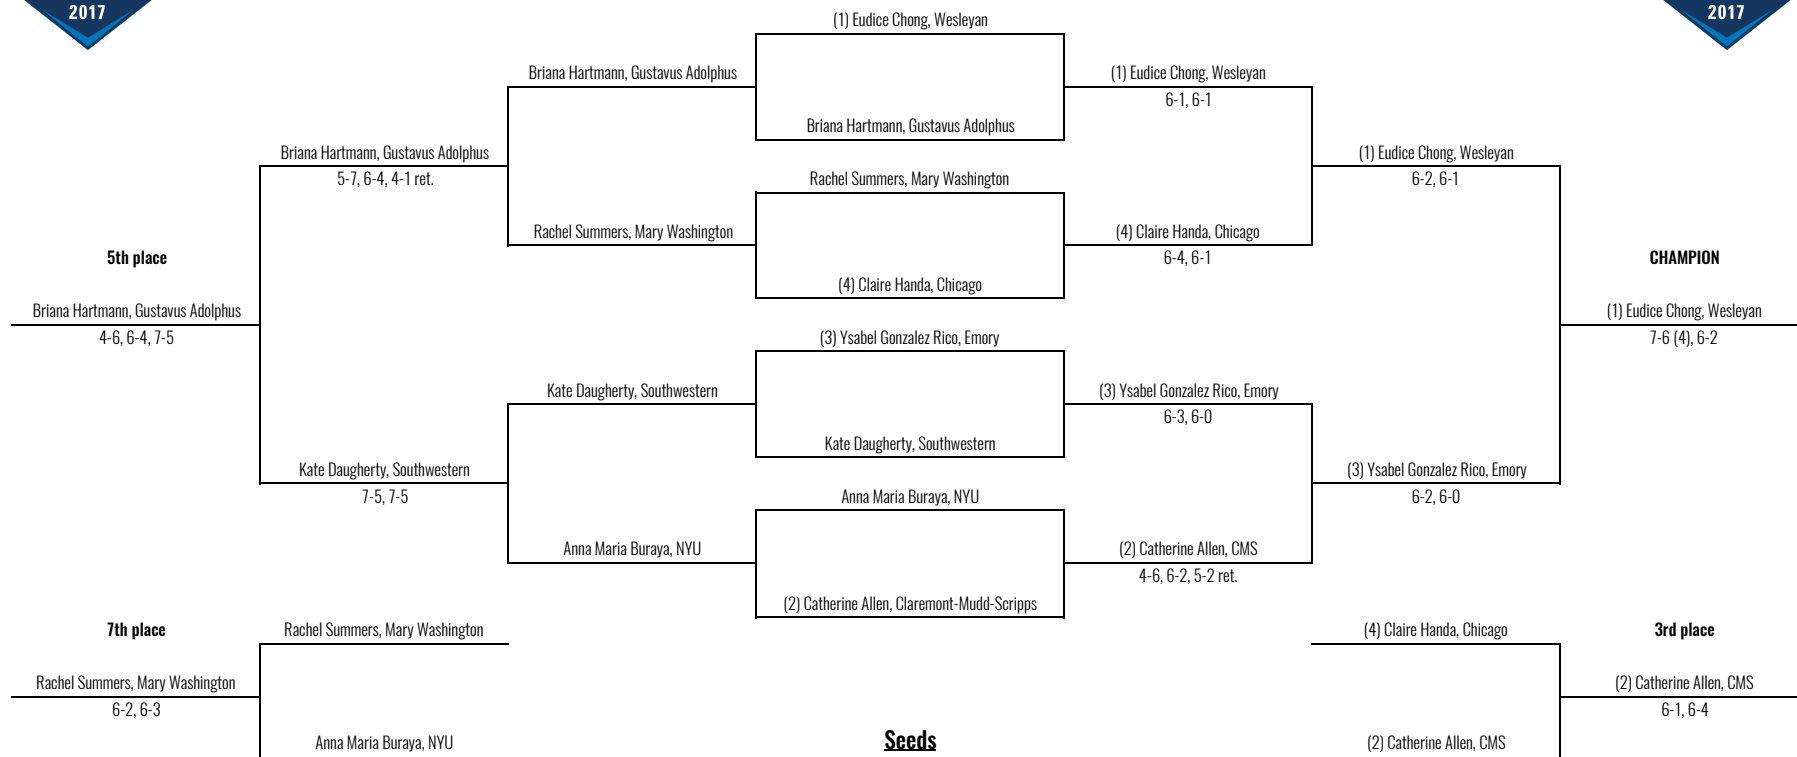 2017
2017
(1) Eudice Chong, Wesleyan
Briana Hartmann, Gustavus Adolphus
(1) Eudice Chong, Wesleyan
6-1, 6-1
Briana Hartmann, Gustavus Adolphus
Briana Hartmann, Gustavus Adolphus
(1) Eudice Chong, Wesleyan
5-7, 6-4, 4-1 ret.
Rachel Summers, Mary Washington
6-2, 6-1
Rachel Summers, Mary Washington
(4) Claire Handa, Chicago
5th place
6-4, 6-1
CHAMPION
(4) Claire Handa, Chicago
Briana Hartmann, Gustavus Adolphus
(1) Eudice Chong, Wesleyan
4-6, 6-4, 7-5
(3) Ysabel Gonzalez Rico, Emory
7-6 (4), 6-2
Kate Daugherty, Southwestern
(3) Ysabel Gonzalez Rico, Emory
6-3, 6-0
Kate Daugherty, Southwestern
Kate Daugherty, Southwestern
(3) Ysabel Gonzalez Rico, Emory
7-5, 7-5
Anna Maria Buraya, NYU
6-2, 6-0
Anna Maria Buraya, NYU
(2) Catherine Allen, CMS
4-6, 6-2, 5-2 ret.
(2) Catherine Allen, Claremont-Mudd-Scripps
7th place
Rachel Summers, Mary Washington
(4) Claire Handa, Chicago
3rd place
Rachel Summers, Mary Washington
(2) Catherine Allen, CMS
6-2, 6-3
6-1, 6-4
Anna Maria Buraya, NYU
Seeds
(2) Catherine Allen, CMS